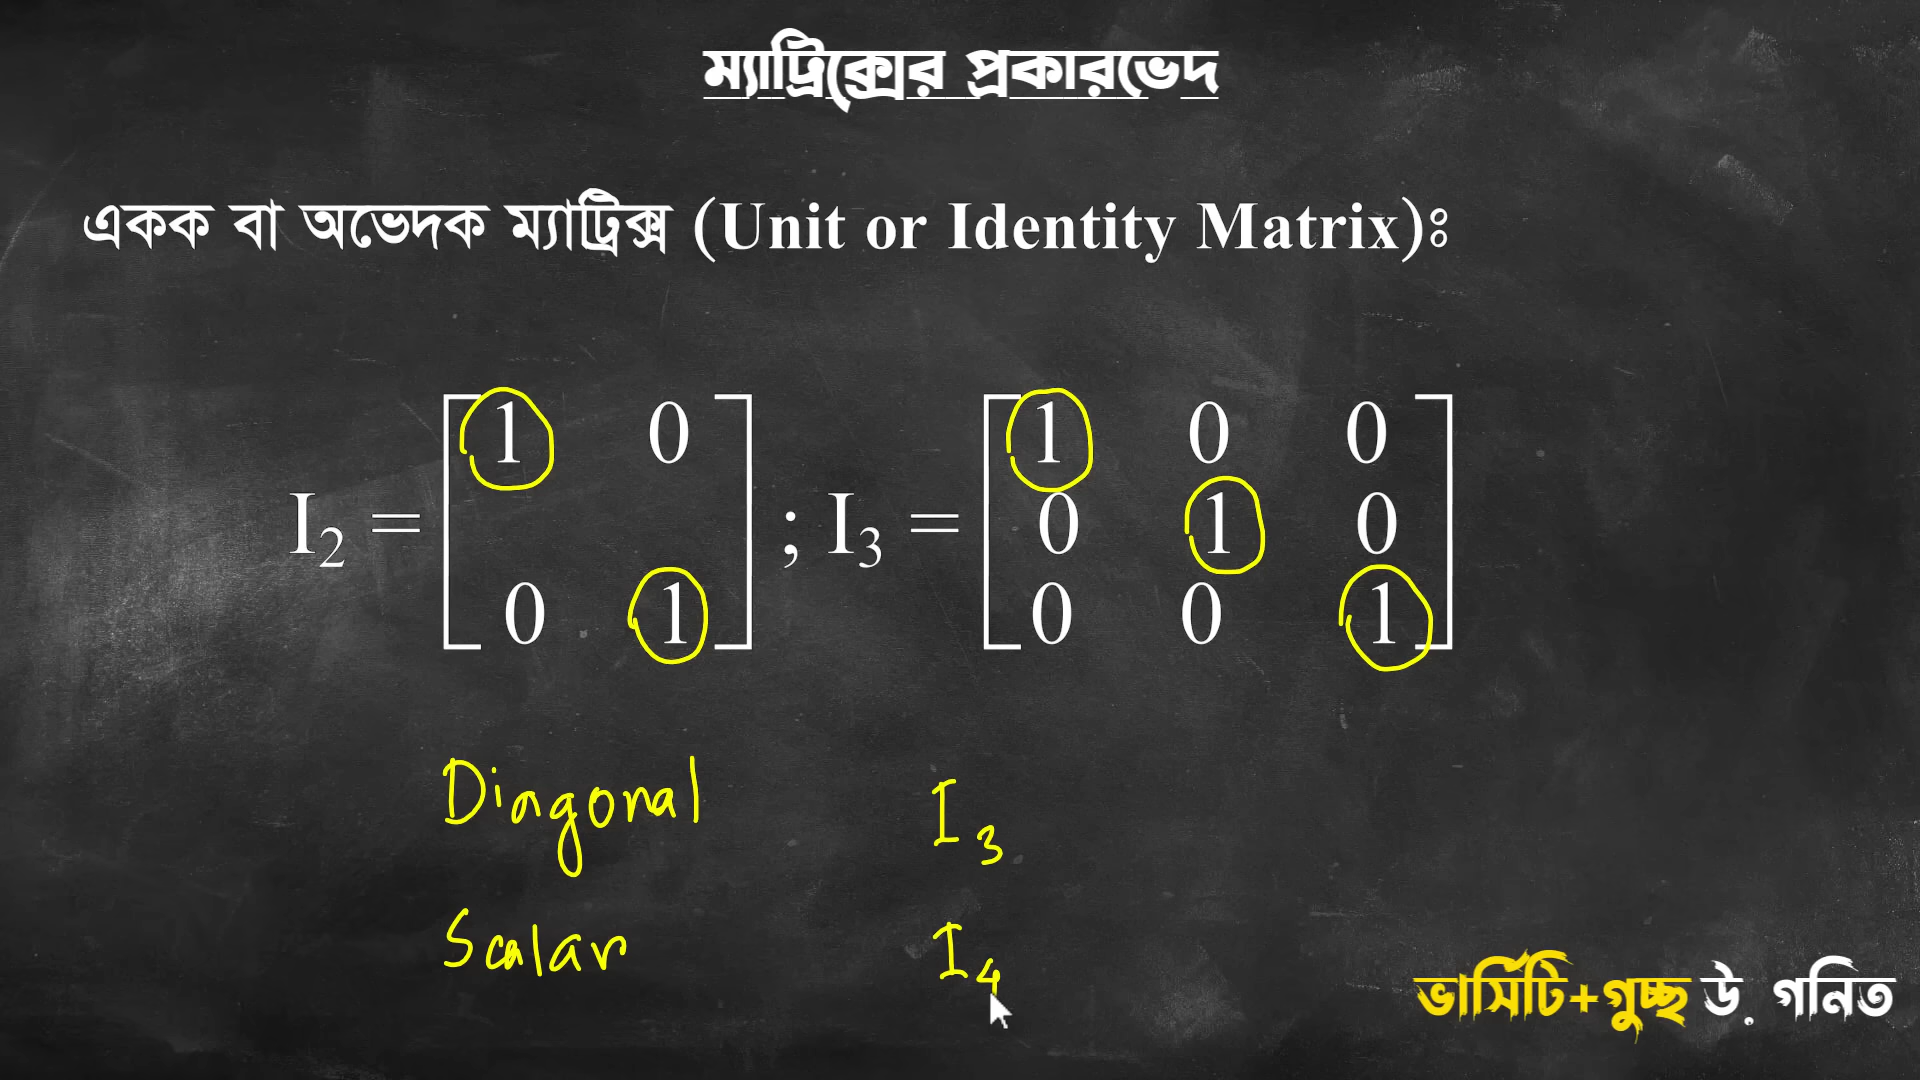 ম্যাট্রিক্সের প্রকারভেদ
একক বা অভেদক ম্যাট্রিক্স (Unit or Identity Matrix)ঃ
1 0 1 0 0
I₂ = ; I₃ = 0 1 0
0 1 0 0 1
Diagonal I₃
Scalar I₄
ভার্সিটি+গুচ্ছ উ. গনিত